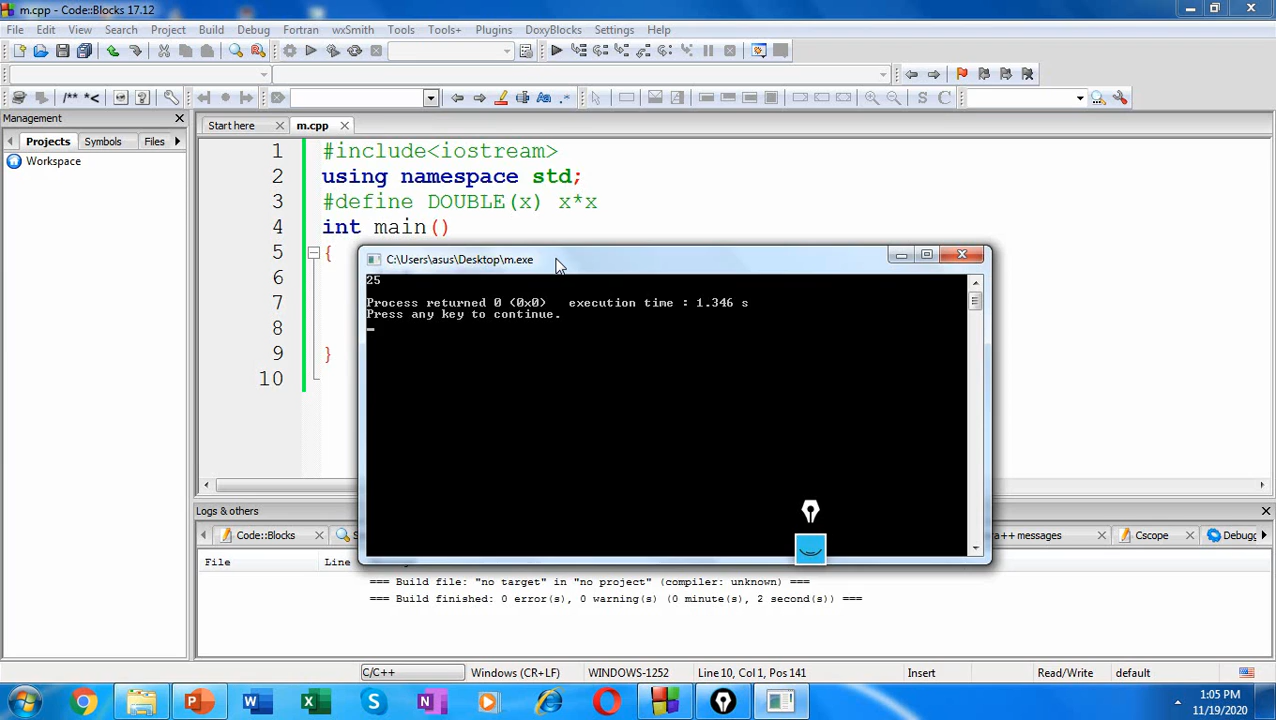 m.cpp - Code::Blocks 17.12
File Edit View Search Project Build Debug Fortran wxSmith Tools Tools+ Plugins DoxyBlocks Settings Help
/** *< Aa .* S C
Management
Projects Symbols Files
Workspace
Start here m.cpp
1 #include<iostream>
2 using namespace std;
3 #define DOUBLE(x) x*x
4 int main()
5 {
6
7
8
9 }
10
C:\Users\asus\Desktop\m.exe
25
Process returned 0 (0x0) execution time : 1.346 s
Press any key to continue.
Logs & others
Code::Blocks S a++ messages Cscope Debugg
File Line
=== Build file: "no target" in "no project" (compiler: unknown) ===
=== Build finished: 0 error(s), 0 warning(s) (0 minute(s), 2 second(s)) ===
C/C++ Windows (CR+LF) WINDOWS-1252 Line 10, Col 1, Pos 141 Insert Read/Write default
1:05 PM
11/19/2020